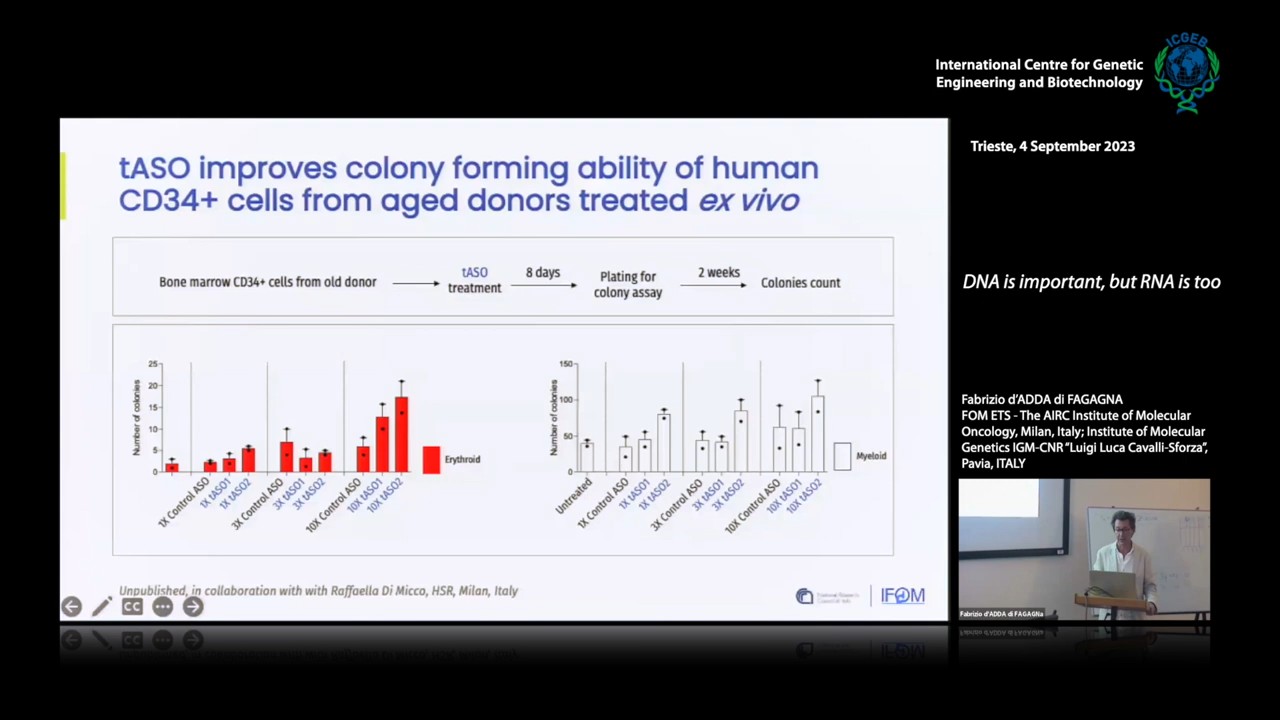 ICGEB
International Centre for Genetic
Engineering and Biotechnology
Trieste, 4 September 2023
tASO improves colony forming ability of human
CD34+ cells from aged donors treated ex vivo
Bone marrow CD34+ cells from old donor
tASO
treatment
8 days
Plating for
colony assay
2 weeks
Colonies count
Number of colonies
25
20
15
10
5
0
1X Control ASO
1X tASO1
1X tASO2
3X Control ASO
3X tASO1
3X tASO2
10X Control ASO
10X tASO1
10X tASO2
Erythroid
Number of colonies
150
100
50
0
Untreated
1X Control ASO
1X tASO1
1X tASO2
3X Control ASO
3X tASO1
3X tASO2
10X Control ASO
10X tASO1
10X tASO2
Myeloid
Unpublished, in collaboration with with Raffaella Di Micco, HSR, Milan, Italy
CC
IFOM
DNA is important, but RNA is too
Fabrizio d'ADDA di FAGAGNA
FOM ETS - The AIRC Institute of Molecular
Oncology, Milan, Italy; Institute of Molecular
Genetics IGM-CNR “Luigi Luca Cavalli-Sforza”,
Pavia, ITALY
Fabrizio d'ADDA di FAGAGNa